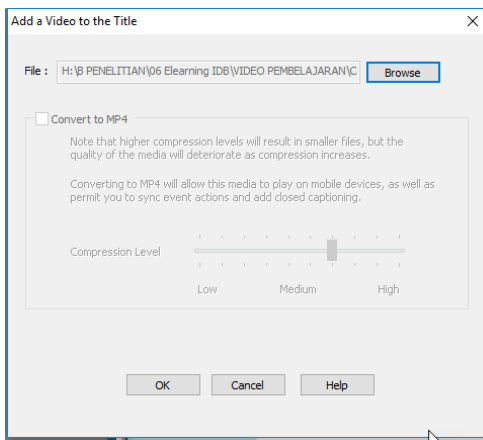 Add a Video to the Title
File : H:\B PENELITIAN\06 Elearning IDB\VIDEO PEMBELAJARAN\C Browse
Convert to MP4
Note that higher compression levels will result in smaller files, but the
quality of the media will deteriorate as compression increases.
Converting to MP4 will allow this media to play on mobile devices, as well as
permit you to sync event actions and add closed captioning.
Compression Level
Low Medium High
OK Cancel Help